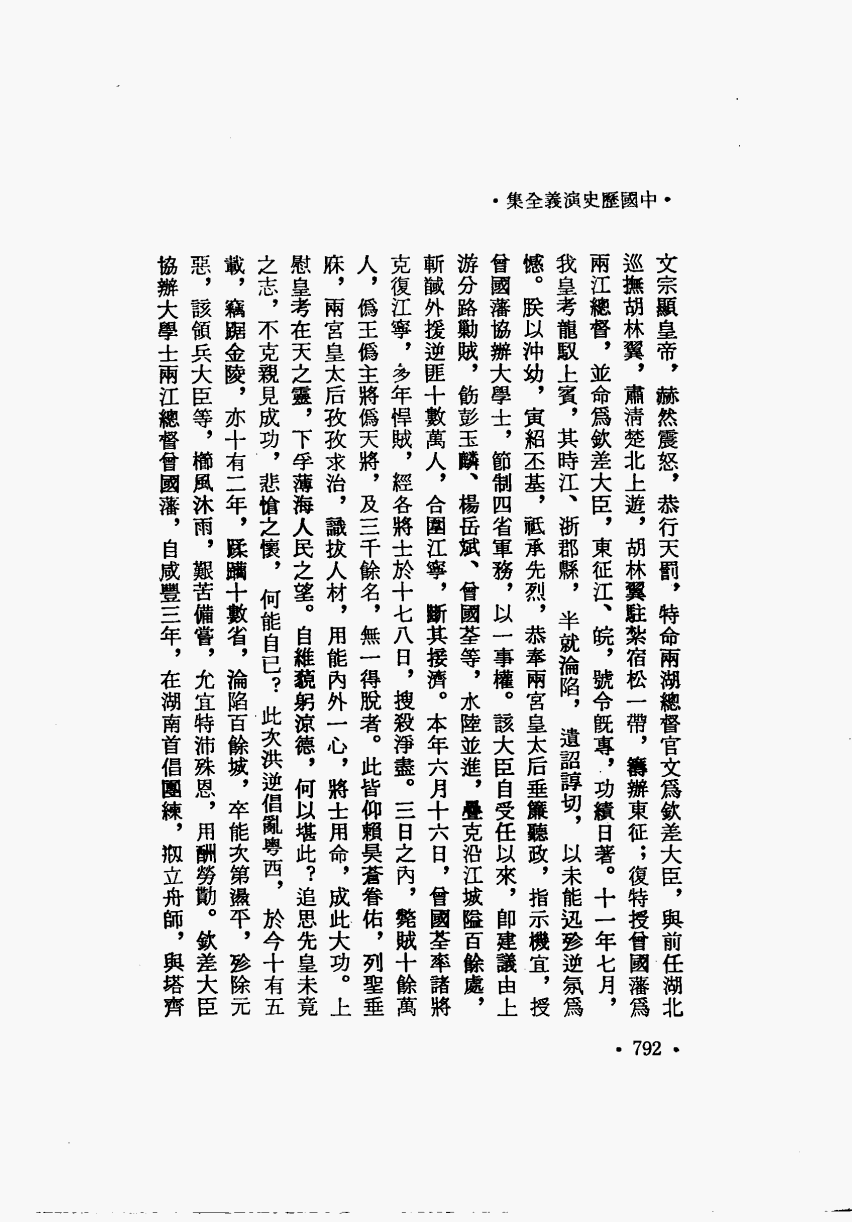 •中國歷史演義全集•
文宗顯皇帝，赫然震怒，恭行天罰，特命兩湖總督官文爲欽差大臣，與前任湖北
巡撫胡林翼，肅清楚北上遊，胡林翼駐紮宿松一帶，籌辦東征；復特授曾國藩爲
兩江總督，並命爲欽差大臣，東征江、皖，號令旣專，功績日著。十一年七月，
我皇考龍馭上賓，其時江、浙郡縣，半就淪陷，遺詔諄切，以未能迅殄逆氛爲
憾。朕以沖幼，寅紹丕基，祗承先烈，恭奉兩宮皇太后垂簾聽政，指示機宜，授
曾國藩協辦大學士，節制四省軍務，以一事權。該大臣自受任以來，卽建議由上
游分路勦賊，飭彭玉麟、楊岳斌、曾國荃等，水陸並進，疊克沿江城隘百餘處，
斬馘外援逆匪十數萬人，合圍江寧，斷其接濟。本年六月十六日，曾國荃率諸將
克復江寧，多年悍賊，經各將士於十七八日，搜殺淨盡。三日之內，斃賊十餘萬
人，僞王僞主將僞天將，及三千餘名，無一得脫者。此皆仰賴昊蒼眷佑，列聖垂
庥，兩宮皇太后孜孜求治，識拔人材，用能內外一心，將士用命，成此大功。上
慰皇考在天之靈，下孚薄海人民之望。自維藐躬涼德，何以堪此？追思先皇未竟
之志，不克親見成功，悲愴之懷，何能自已？此次洪逆倡亂粵西，於今十有五
載，竊踞金陵，亦十有二年，蹂躪十數省，淪陷百餘城，卒能次第盪平，殄除元
惡，該領兵大臣等，櫛風沐雨，艱苦備嘗，允宜特沛殊恩，用酬勞勩。欽差大臣
協辦大學士兩江總督曾國藩，自咸豐三年，在湖南首倡團練，剏立舟師，與塔齊
•792•